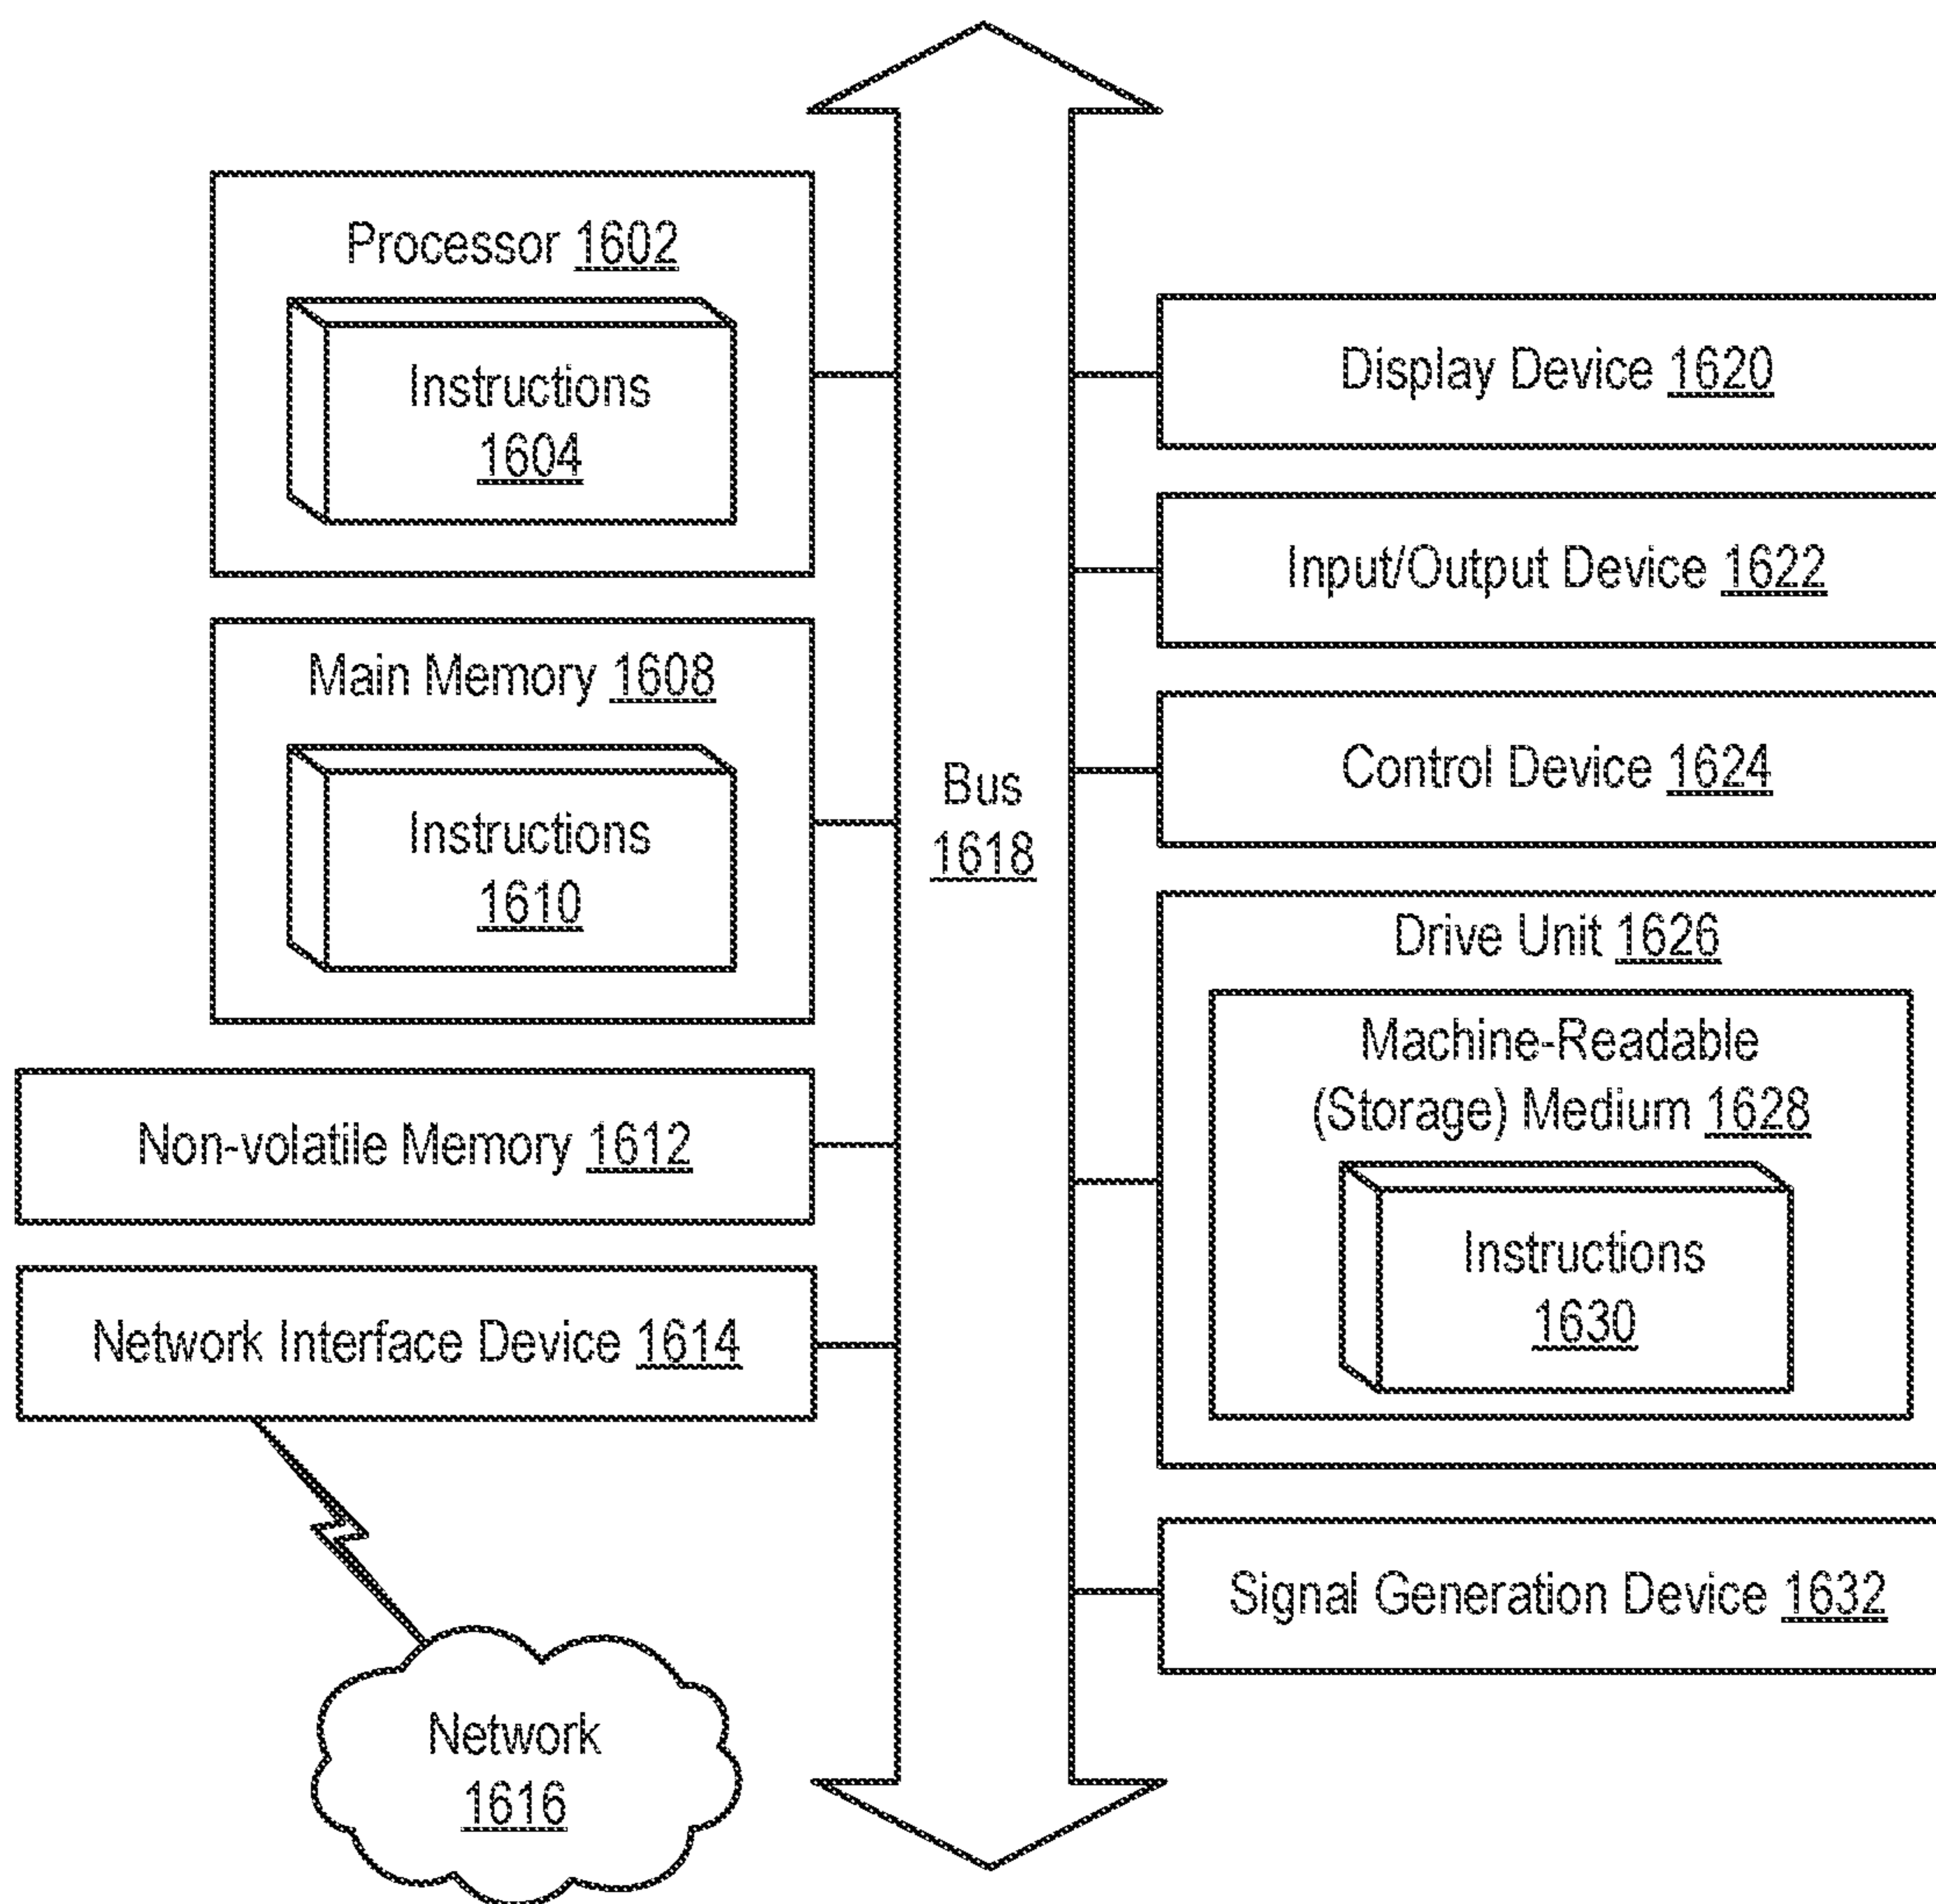 Processor 1602
Instructions
1604
Main Memory 1608
Instructions
1610
Non-volatile Memory 1612
Network Interface Device 1614
Network
1616
Bus
1618
Display Device 1620
Input/Output Device 1622
Control Device 1624
Drive Unit 1626
Machine-Readable
(Storage) Medium 1628
Instructions
1630
Signal Generation Device 1632